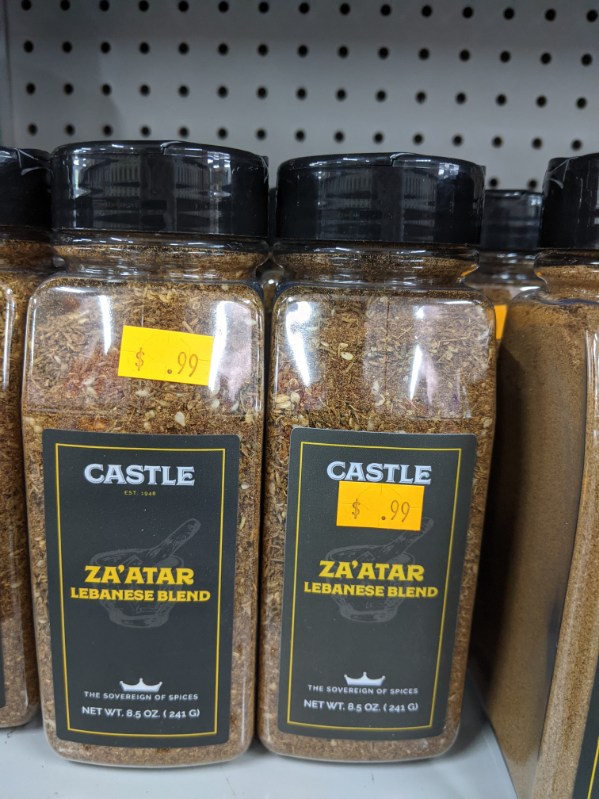 $ .99
CASTLE
EST. 1948
ZA'ATAR
LEBANESE BLEND
THE SOVEREIGN OF SPICES
NET WT. 8.5 OZ. ( 241 G)
CASTLE
$ .99
ZA'ATAR
LEBANESE BLEND
THE SOVEREIGN OF SPICES
NET WT. 8.5 OZ. ( 241 G)